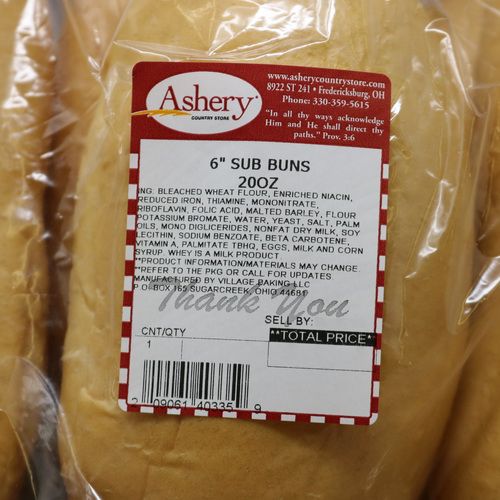 Ashery
COUNTRY STORE
www.asherycountrystore.com
8922 ST 241 • Fredericksburg, OH
Phone: 330-359-5615
"In all thy ways acknowledge
Him and He shall direct thy
paths." Prov. 3:6
6" SUB BUNS
20OZ
ING: BLEACHED WHEAT FLOUR, ENRICHED NIACIN,
REDUCED IRON, THIAMINE, MONONITRATE,
RIBOFLAVIN, FOLIC ACID, MALTED BARLEY, FLOUR
POTASSIUM BROMATE, WATER, YEAST, SALT, PALM
OILS, MONO DIGLICERIDES, NONFAT DRY MILK, SOY
LECITHIN, SODIUM BENZOATE, BETA CARBOTENE,
VITAMIN A, PALMITATE TBHQ, EGGS, MILK AND CORN
SYRUP WHEY IS A MILK PRODUCT
**PRODUCT INFORMATION/MATERIALS MAY CHANGE.
**REFER TO THE PKG OR CALL FOR UPDATES
MANUFACTURED BY VILLAGE BAKING LLC
P O BOX 165 SUGARCREEK, OHIO 44681
Thank You
SELL BY:
CNT/QTY
**TOTAL PRICE*
1
2 09061 40335 9